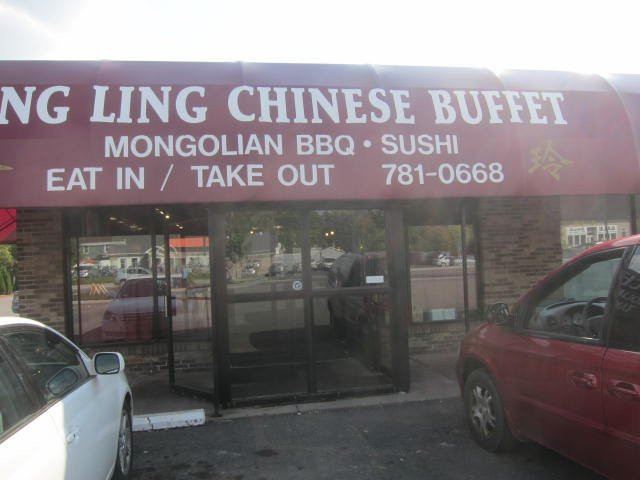 NG LING CHINESE BUFFET
MONGOLIAN BBQ • SUSHI
EAT IN / TAKE OUT 781-0668
玲